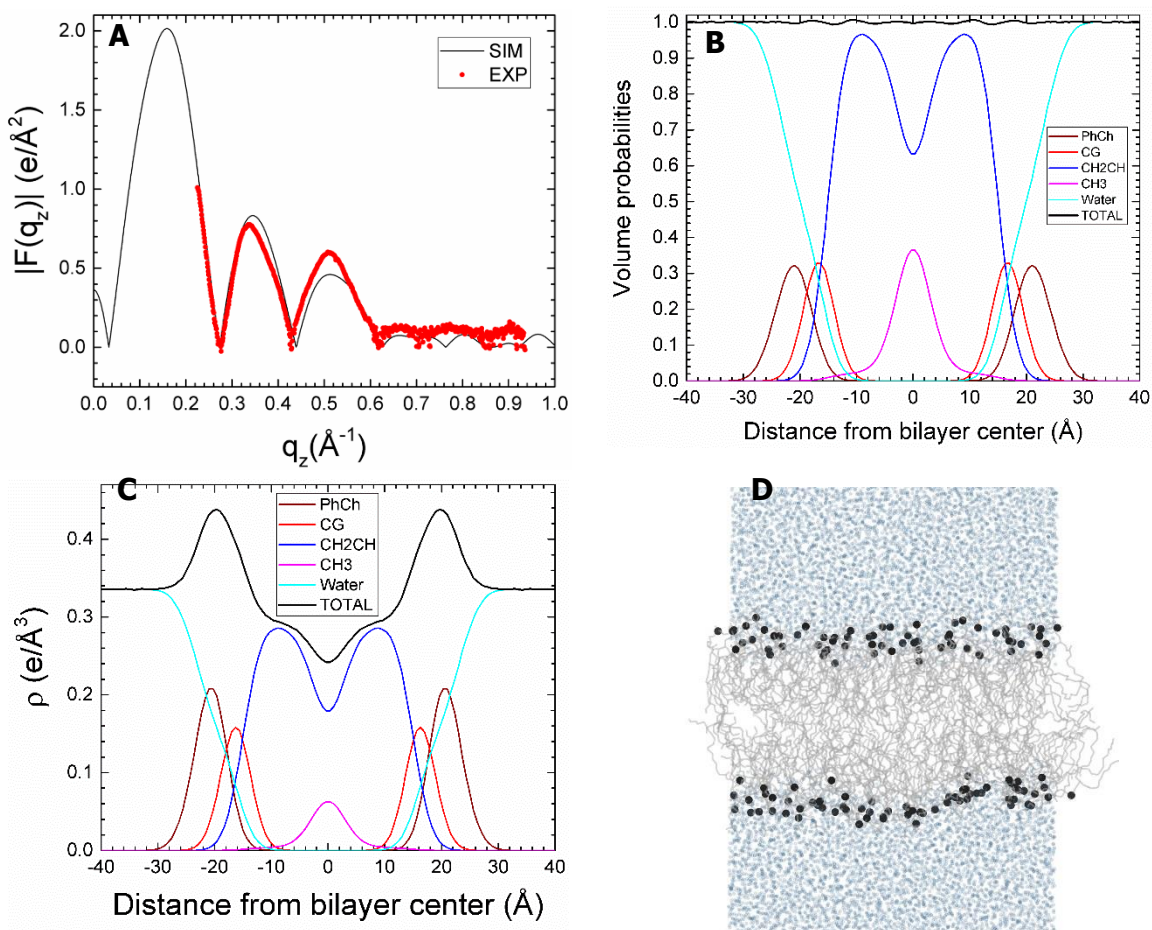 A
SIM
EXP
|F(q_z)| (e/Å²)
2.0
1.5
1.0
0.5
0.0
0.0 0.1 0.2 0.3 0.4 0.5 0.6 0.7 0.8 0.9 1.0
q_z(Å⁻¹)
B
PhCh
CG
CH2CH
CH3
Water
TOTAL
Volume probabilities
1.0
0.9
0.8
0.7
0.6
0.5
0.4
0.3
0.2
0.1
0.0
-40 -30 -20 -10 0 10 20 30 40
Distance from bilayer center (Å)
C
PhCh
CG
CH2CH
CH3
Water
TOTAL
ρ (e/Å³)
0.4
0.3
0.2
0.1
0.0
-40 -30 -20 -10 0 10 20 30 40
Distance from bilayer center (Å)
D